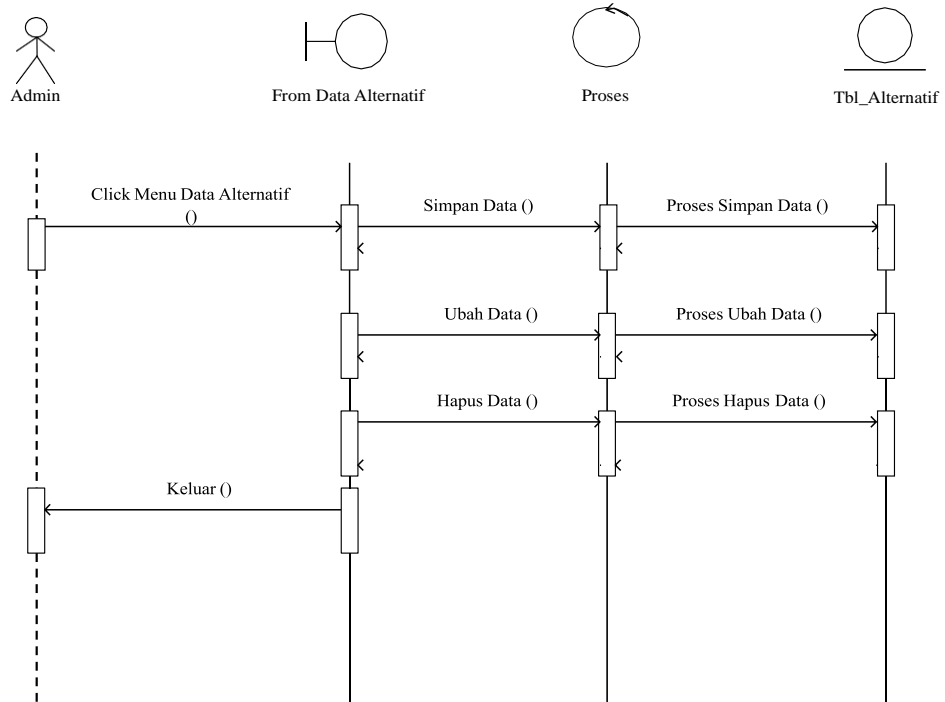 Admin
From Data Alternatif
Proses
Tbl_Alternatif
Click Menu Data Alternatif
()
Simpan Data ()
Proses Simpan Data ()
Ubah Data ()
Proses Ubah Data ()
Hapus Data ()
Proses Hapus Data ()
Keluar ()